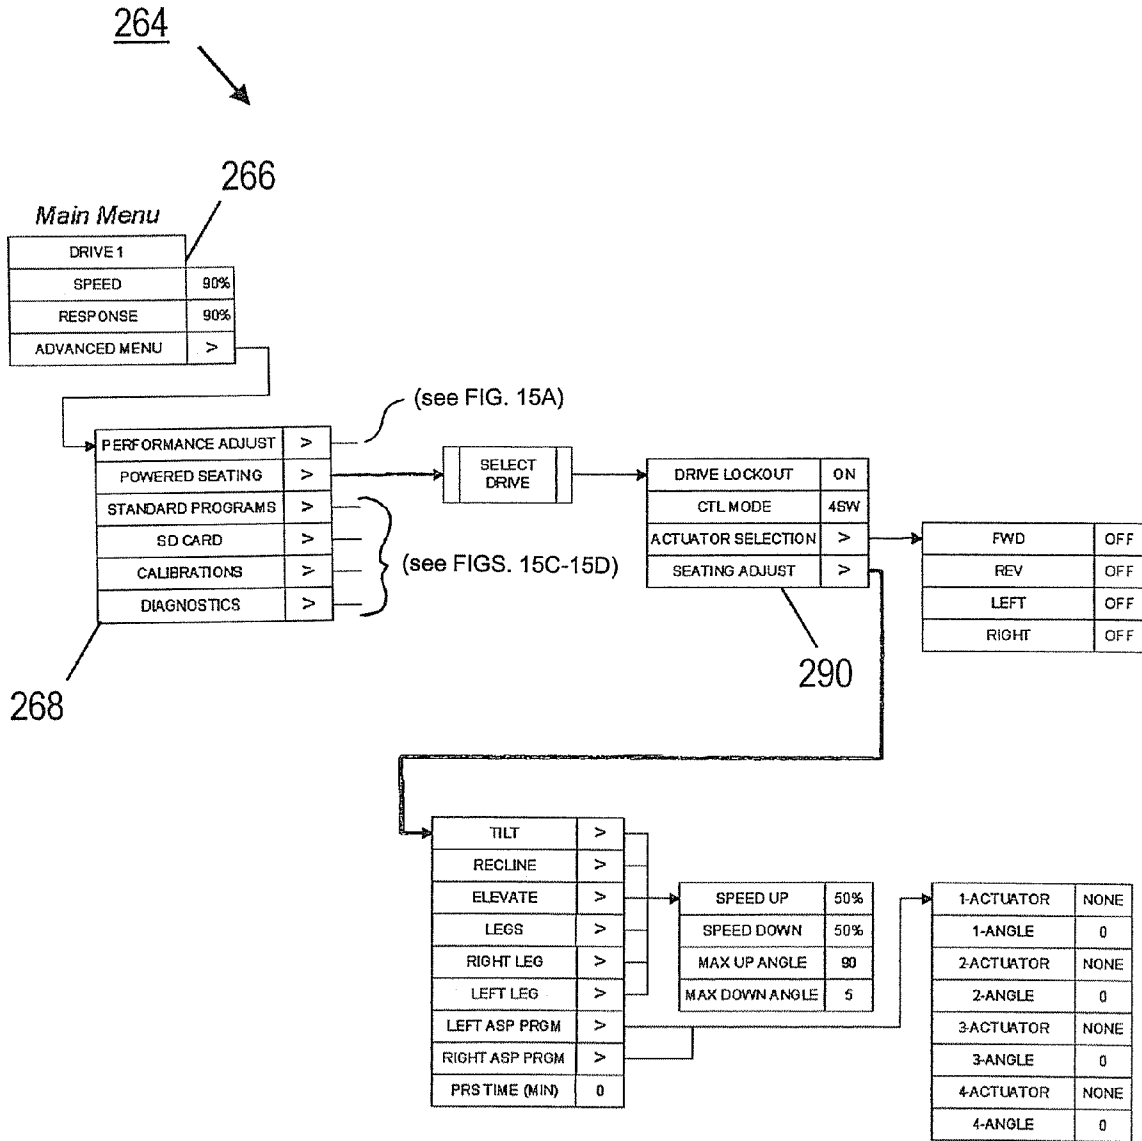 264
266
Main Menu
DRIVE 1
SPEED 90%
RESPONSE 90%
ADVANCED MENU >
(see FIG. 15A)
PERFORMANCE ADJUST >
POWERED SEATING >
STANDARD PROGRAMS >
SD CARD >
CALIBRATIONS >
DIAGNOSTICS >
(see FIGS. 15C-15D)
268
SELECT
DRIVE
DRIVE LOCKOUT ON
CTL MODE 4SW
ACTUATOR SELECTION >
SEATING ADJUST >
290
FWD OFF
REV OFF
LEFT OFF
RIGHT OFF
TILT >
RECLINE >
ELEVATE >
LEGS >
RIGHT LEG >
LEFT LEG >
LEFT ASP PRGM >
RIGHT ASP PRGM >
PRS TIME (MIN) 0
SPEED UP 50%
SPEED DOWN 50%
MAX UP ANGLE 90
MAX DOWN ANGLE 5
1-ACTUATOR NONE
1-ANGLE 0
2-ACTUATOR NONE
2-ANGLE 0
3-ACTUATOR NONE
3-ANGLE 0
4-ACTUATOR NONE
4-ANGLE 0